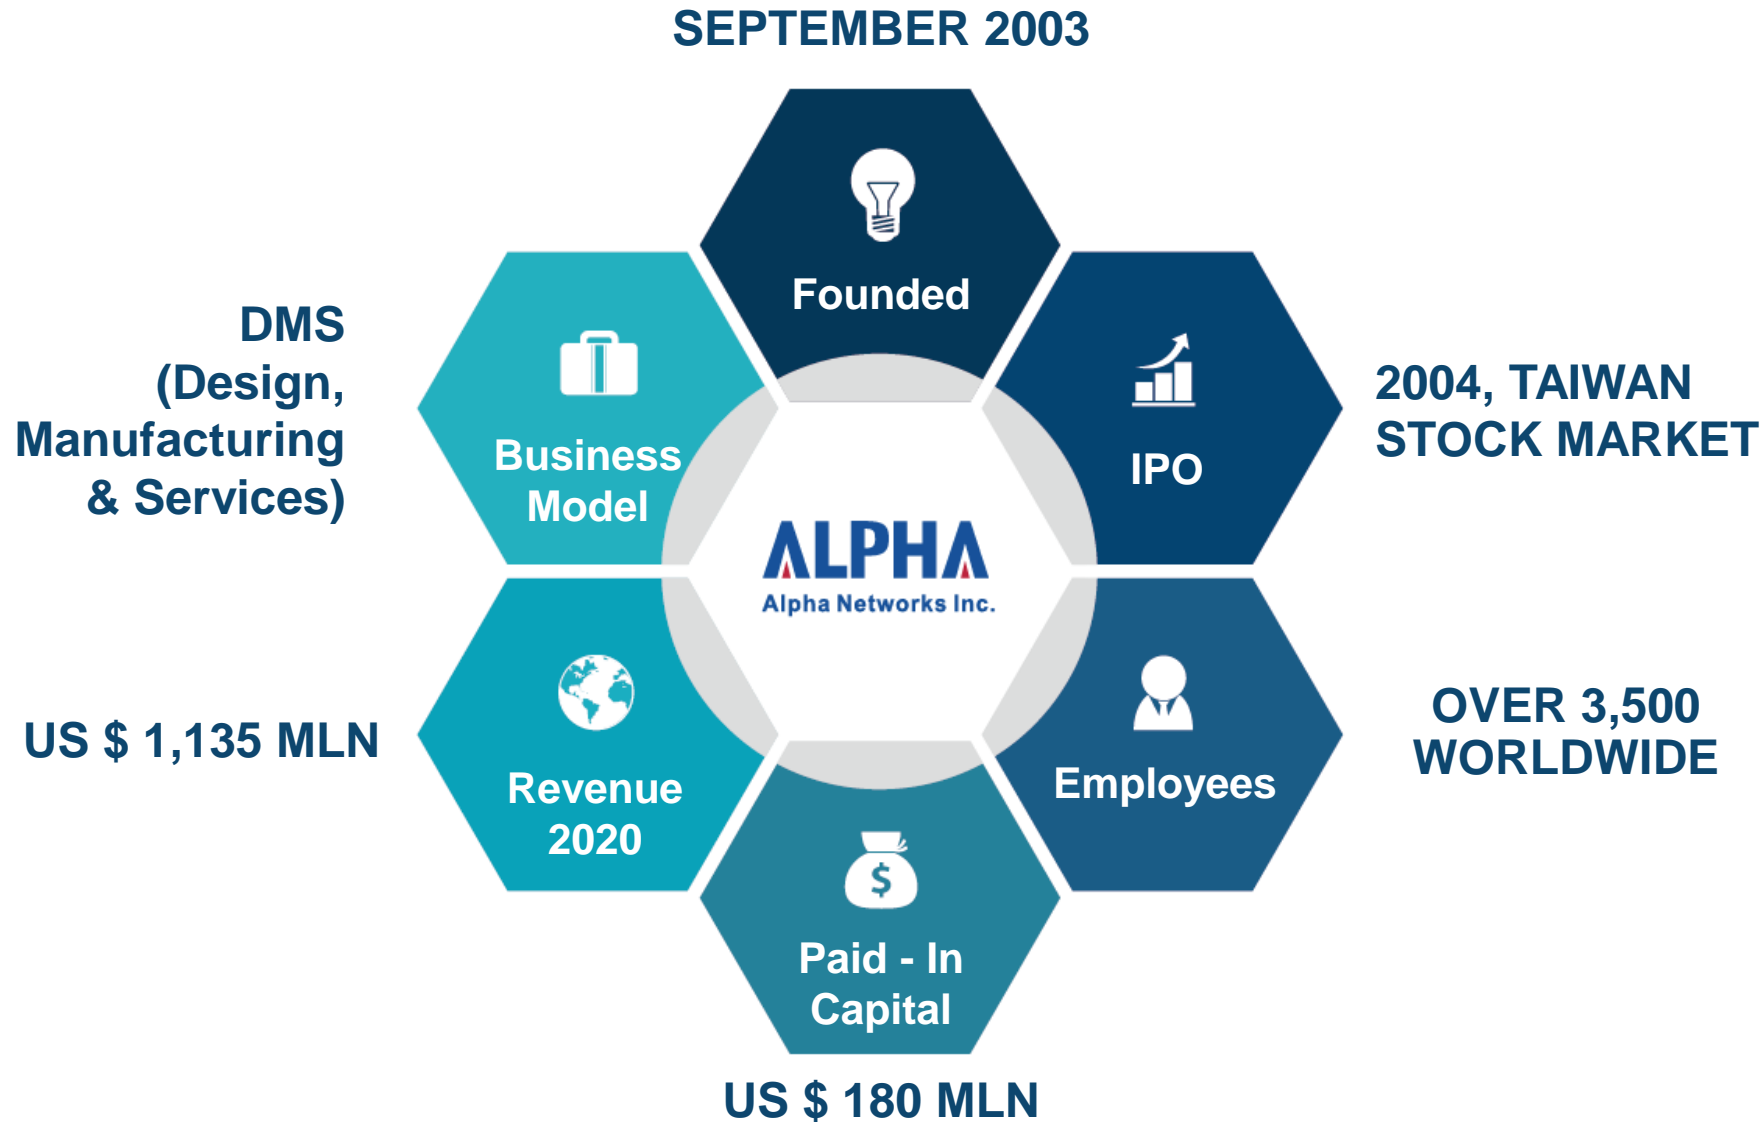 SEPTEMBER 2003
Founded
DMS
(Design,
Manufacturing
& Services)
Business
Model
IPO
2004, TAIWAN
STOCK MARKET
ALPHA
Alpha Networks Inc.
US $ 1,135 MLN
Revenue
2020
Employees
OVER 3,500
WORLDWIDE
$
Paid - In
Capital
US $ 180 MLN